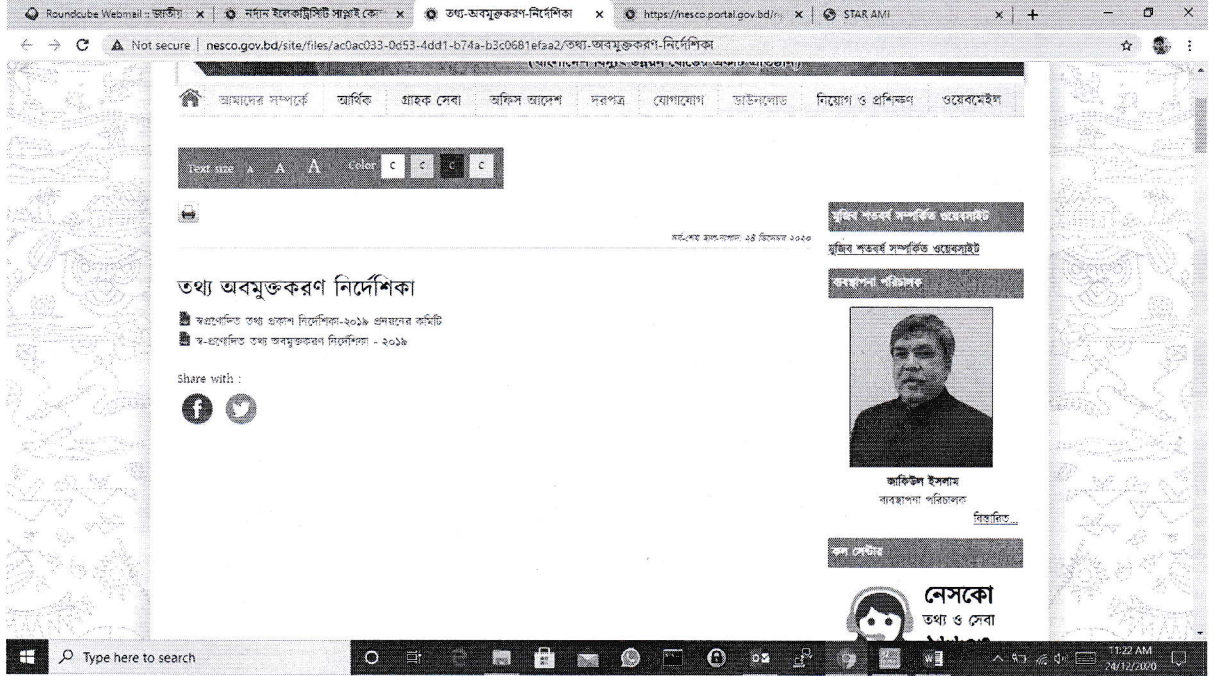 Roundcube Webmail :: জাতীয়
নর্দান ইলেকট্রিসিটি সাপ্লাই কো
তথ্য-অবমুক্তকরণ-নির্দেশিকা
https://nesco.portal.gov.bd/n
STAR AMI
Not secure | nesco.gov.bd/site/files/ac0ac033-0d53-4dd1-b74a-b3c0681efaa2/তথ্য-অবমুক্তকরণ-নির্দেশিকা
আমাদের সম্পর্কে আর্থিক গ্রাহক সেবা অফিস আদেশ দরপত্র যোগাযোগ ডাউনলোড নিয়োগ ও প্রশিক্ষণ ওয়েবমেইল
Text size A A A Color C C C C
সর্ব-শেষ হাল-নাগাদ: ২৪ ডিসেম্বর ২০২০
তথ্য অবমুক্তকরণ নির্দেশিকা
স্বপ্রণোদিত তথ্য প্রকাশ নির্দেশিকা-২০১৯ প্রনয়নের কমিটি
স্ব-প্রণোদিত তথ্য অবমুক্তকরণ নির্দেশিকা - ২০১৯
Share with :
মুজিব শতবর্ষ সম্পর্কিত ওয়েবসাইট
মুজিব শতবর্ষ সম্পর্কিত ওয়েবসাইট
ব্যবস্থাপনা পরিচালক
জাকিউল ইসলাম
ব্যবস্থাপনা পরিচালক
বিস্তারিত...
কল সেন্টার
নেসকো
তথ্য ও সেবা
Type here to search
11:22 AM
24/12/2020